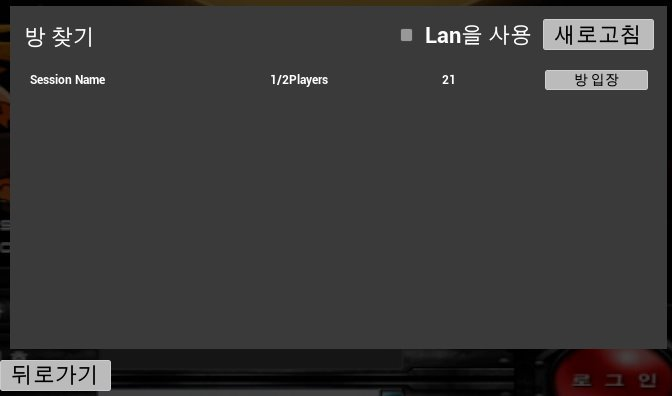 방 찾기 Lan을 사용 새로고침
Session Name 1/2Players 21 방 입장
뒤로가기
로 그 인